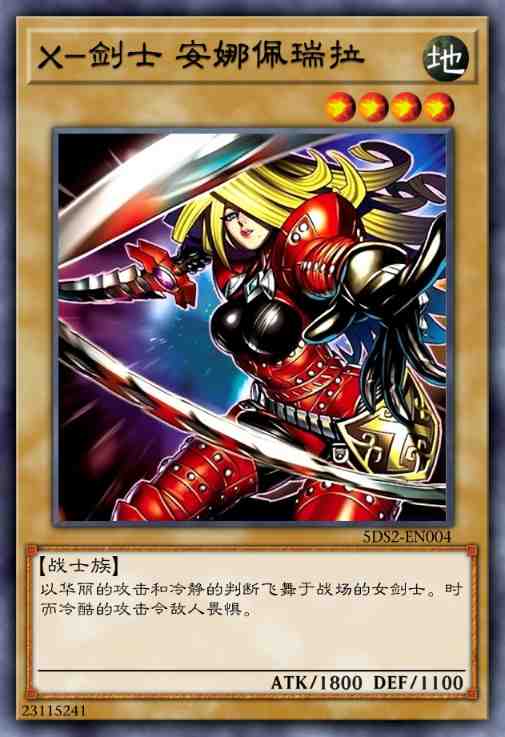 X-剑士 安娜佩瑞拉
地
5DS2-EN004
【战士族】
以华丽的攻击和冷静的判断飞舞于战场的女剑士。时
而冷酷的攻击令敌人畏惧。
ATK/1800 DEF/1100
23115241